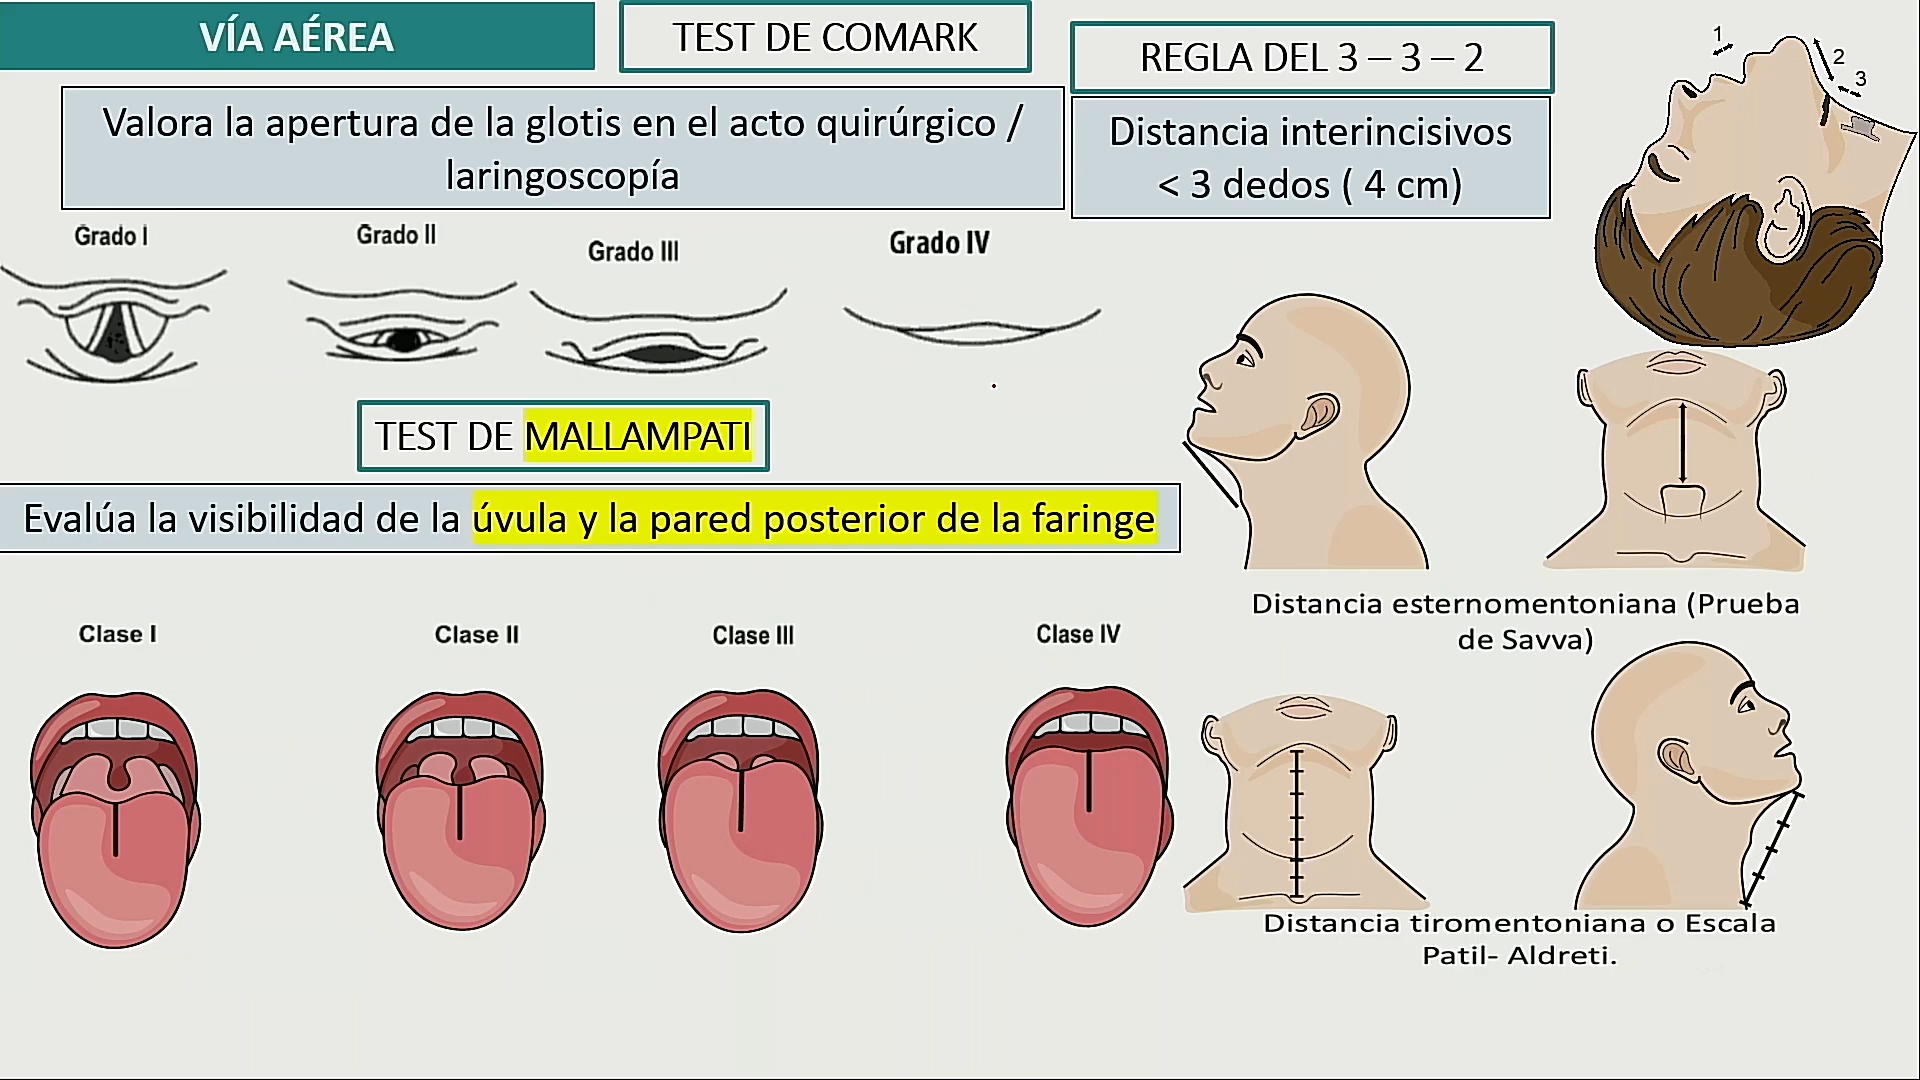 VÍA AÉREA
TEST DE COMARK
Valora la apertura de la glotis en el acto quirúrgico /
laringoscopía
Grado I
Grado II
Grado III
Grado IV
TEST DE MALLAMPATI
Evalúa la visibilidad de la úvula y la pared posterior de la faringe
Clase I
Clase II
Clase III
Clase IV
REGLA DEL 3 – 3 – 2
Distancia interincisivos
< 3 dedos ( 4 cm)
1
2
3
Distancia esternomentoniana (Prueba
de Savva)
Distancia tiromentoniana o Escala
Patil- Aldreti.